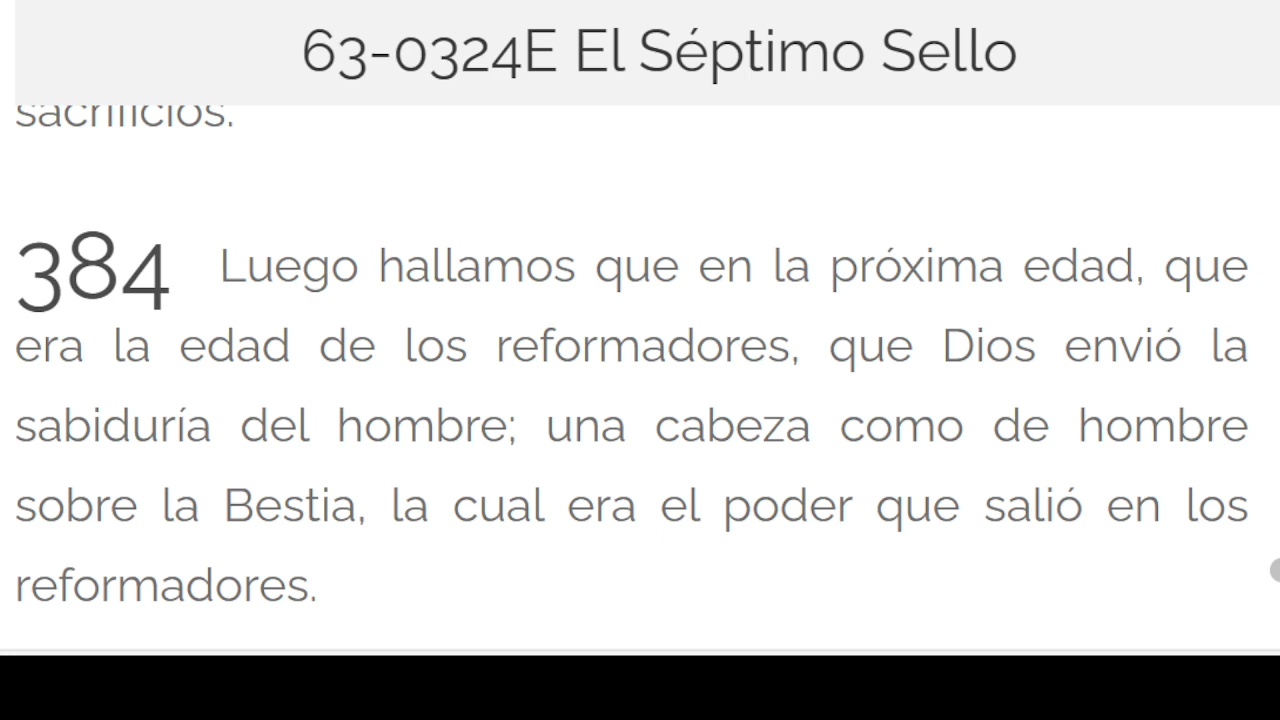 63-0324E El Séptimo Sello
sacrificios.
384 Luego hallamos que en la próxima edad, que
era la edad de los reformadores, que Dios envió la
sabiduría del hombre; una cabeza como de hombre
sobre la Bestia, la cual era el poder que salió en los
reformadores.